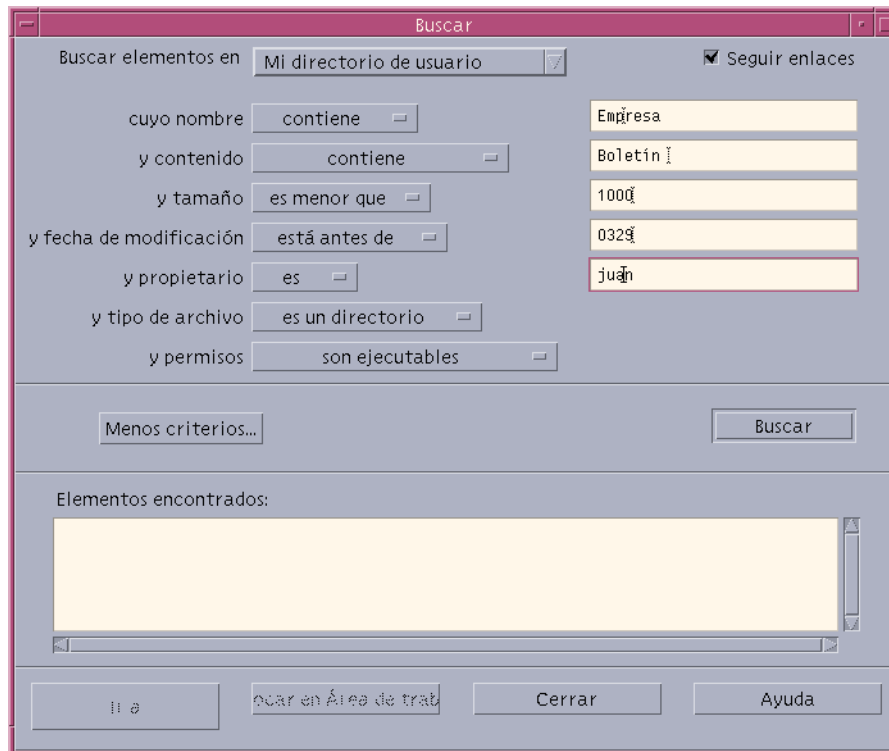 Buscar
Buscar elementos en Mi directorio de usuario Seguir enlaces
cuyo nombre contiene Empresa
y contenido contiene Boletín
y tamaño es menor que 1000
y fecha de modificación está antes de 0329
y propietario es juan
y tipo de archivo es un directorio
y permisos son ejecutables
Menos criterios... Buscar
Elementos encontrados:
Ir a ocar en Área de trab Cerrar Ayuda